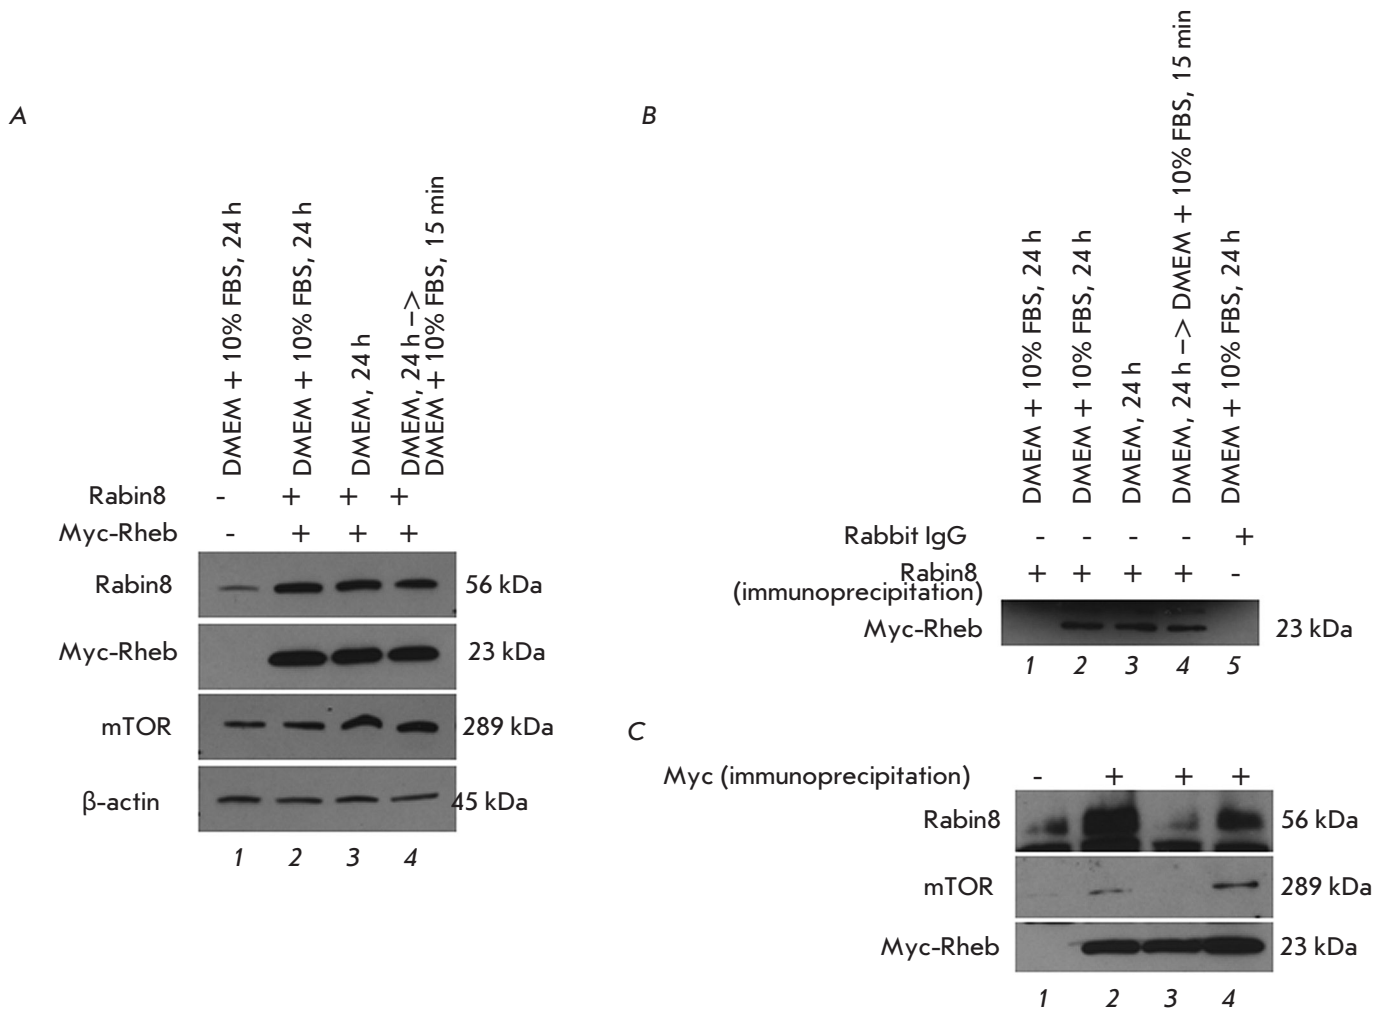 A
DMEM + 10% FBS, 24 h
DMEM + 10% FBS, 24 h
DMEM, 24 h
DMEM, 24 h —>
DMEM + 10% FBS, 15 min
Rabin8 - + + +
Myc-Rheb - + + +
Rabin8 56 kDa
Myc-Rheb 23 kDa
mTOR 289 kDa
β-actin 45 kDa
1 2 3 4
B
DMEM + 10% FBS, 24 h
DMEM + 10% FBS, 24 h
DMEM, 24 h
DMEM, 24 h —> DMEM + 10% FBS, 15 min
DMEM + 10% FBS, 24 h
Rabbit IgG - - - - +
Rabin8 + + + + -
(immunoprecipitation)
Myc-Rheb 23 kDa
1 2 3 4 5
C
Myc (immunoprecipitation) - + + +
Rabin8 56 kDa
mTOR 289 kDa
Myc-Rheb 23 kDa
1 2 3 4